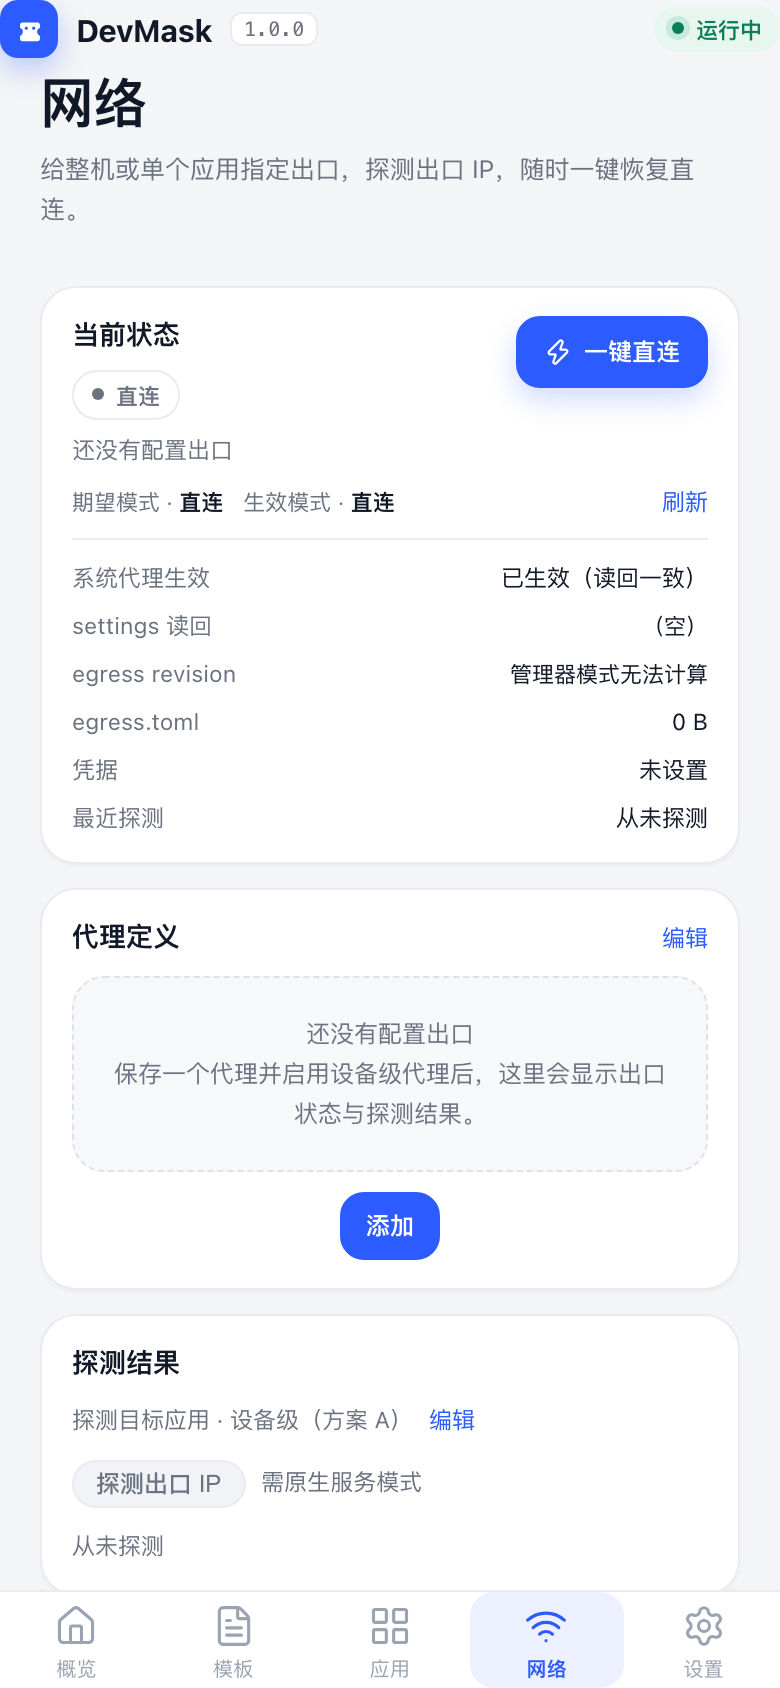 DevMask 1.0.0 运行中
网络
给整机或单个应用指定出口，探测出口 IP，随时一键恢复直
连。
当前状态
一键直连
直连
还没有配置出口
期望模式 · 直连 生效模式 · 直连 刷新
系统代理生效 已生效（读回一致）
settings 读回 （空）
egress revision 管理器模式无法计算
egress.toml 0 B
凭据 未设置
最近探测 从未探测
代理定义 编辑
还没有配置出口
保存一个代理并启用设备级代理后，这里会显示出口
状态与探测结果。
添加
探测结果
探测目标应用 · 设备级（方案 A） 编辑
探测出口 IP 需原生服务模式
从未探测
概览 模板 应用 网络 设置